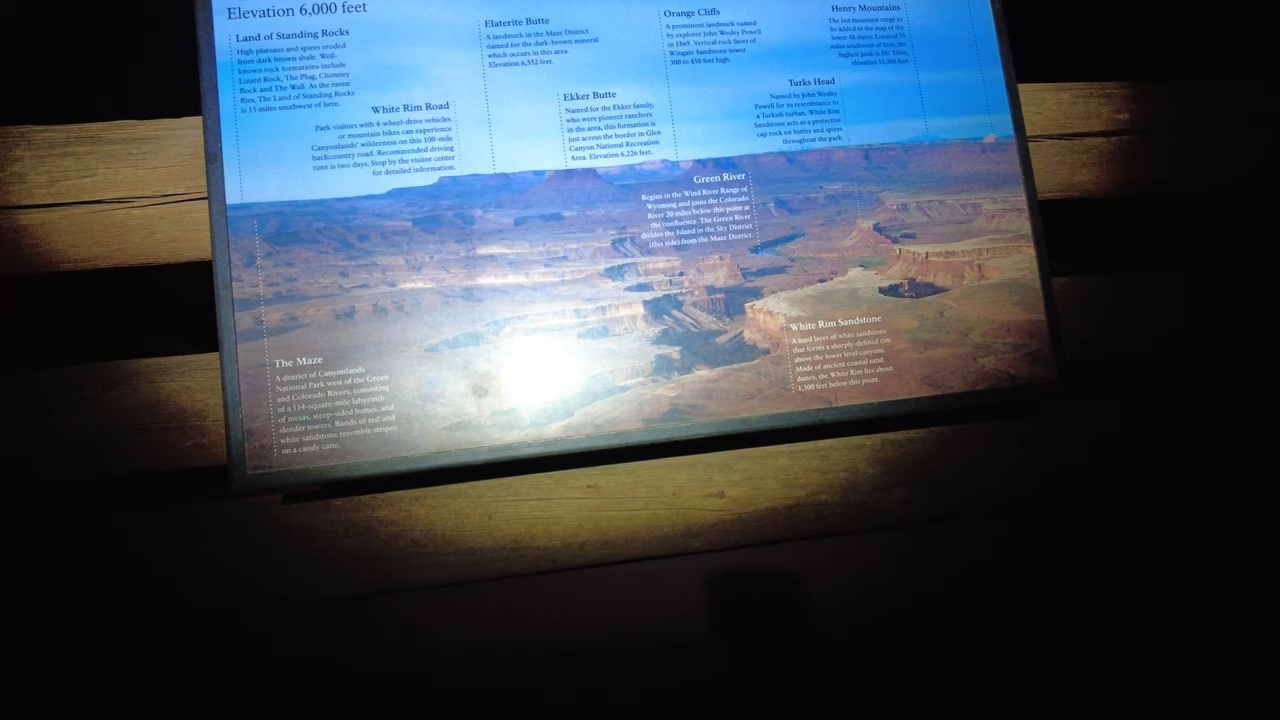 Elevation 6,000 feet
Land of Standing Rocks
High plateaus and spires eroded
from dark brown shale. Well-
known rock formations include
Lizard Rock, The Plug, Chimney
Rock and The Wall. As the raven
flies, The Land of Standing Rocks
is 15 miles southwest of here.
White Rim Road
Park visitors with 4-wheel-drive vehicles
or mountain bikes can experience
Canyonlands' wilderness on this 100-mile
backcountry road. Recommended driving
time is two days. Stop by the visitor center
for detailed information.
Elaterite Butte
A landmark in the Maze District
named for the dark-brown mineral
which occurs in this area.
Elevation 6,552 feet.
Ekker Butte
Named for the Ekker family,
who were pioneer ranchers
in the area, this formation is
just across the border in Glen
Canyon National Recreation
Area. Elevation 6,226 feet.
Orange Cliffs
A prominent landmark named
by explorer John Wesley Powell
in 1869. Vertical rock faces of
Wingate Sandstone tower
300 to 450 feet high.
Turks Head
Named by John Wesley
Powell for its resemblance to
a Turkish turban. White Rim
Sandstone acts as a protective
cap rock on buttes and spires
throughout the park.
Henry Mountains
The last mountain range to
be added to the map of the
lower 48 states. Located 55
miles southwest of here, the
highest peak is Mt. Ellen,
elevation 11,506 feet.
Green River
Begins in the Wind River Range of
Wyoming and joins the Colorado
River 20 miles below this point at
the confluence. The Green River
divides the Island in the Sky District
(this side) from the Maze District.
The Maze
A district of Canyonlands
National Park west of the Green
and Colorado Rivers, consisting
of a 114-square-mile labyrinth
of mesas, steep-sided buttes, and
slender towers. Bands of red and
white sandstone resemble stripes
on a candy cane.
White Rim Sandstone
A hard layer of white sandstone
that forms a sharply-defined rim
above the lower level canyons.
Made of ancient coastal sand
dunes, the White Rim lies about
1,300 feet below this point.